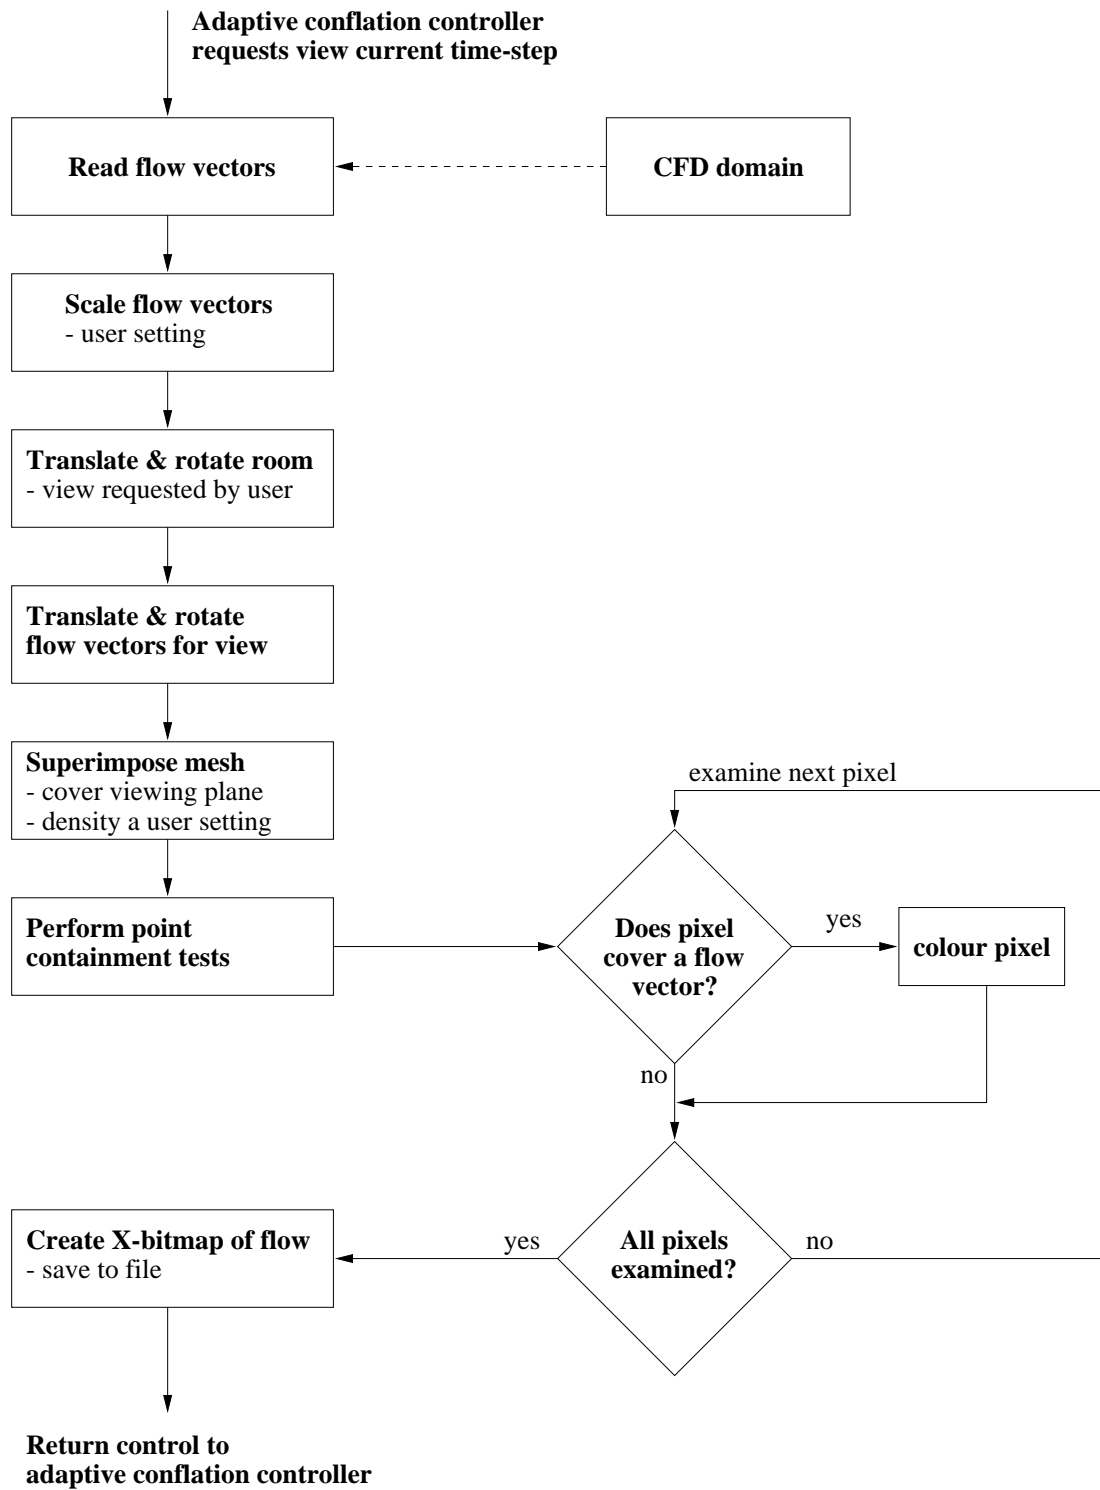 Adaptive conflation controller
requests view current time-step
Read flow vectors
CFD domain
Scale flow vectors
- user setting
Translate & rotate room
- view requested by user
Translate & rotate
flow vectors for view
Superimpose mesh
- cover viewing plane
- density a user setting
examine next pixel
Perform point
containment tests
Does pixel
cover a flow
vector?
yes
colour pixel
no
Create X-bitmap of flow
- save to file
yes
All pixels
examined?
no
Return control to
adaptive conflation controller